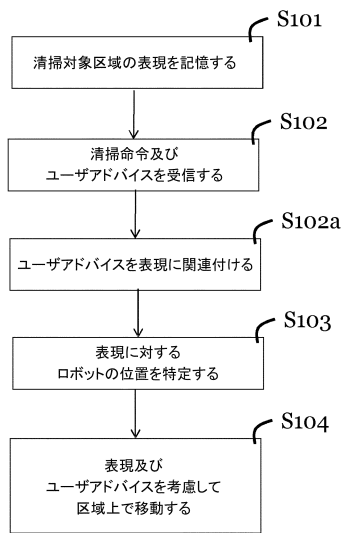 S101
清掃対象区域の表現を記憶する
S102
清掃命令及び
ユーザアドバイスを受信する
S102a
ユーザアドバイスを表現に関連付ける
S103
表現に対する
ロボットの位置を特定する
S104
表現及び
ユーザアドバイスを考慮して
区域上で移動する